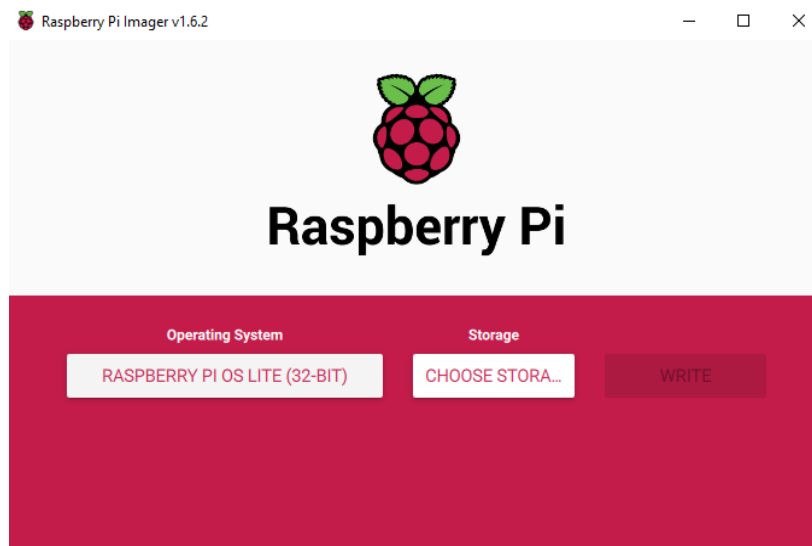 Raspberry Pi Imager v1.6.2
Raspberry Pi
Operating System
Storage
RASPBERRY PI OS LITE (32-BIT)
CHOOSE STORA...
WRITE